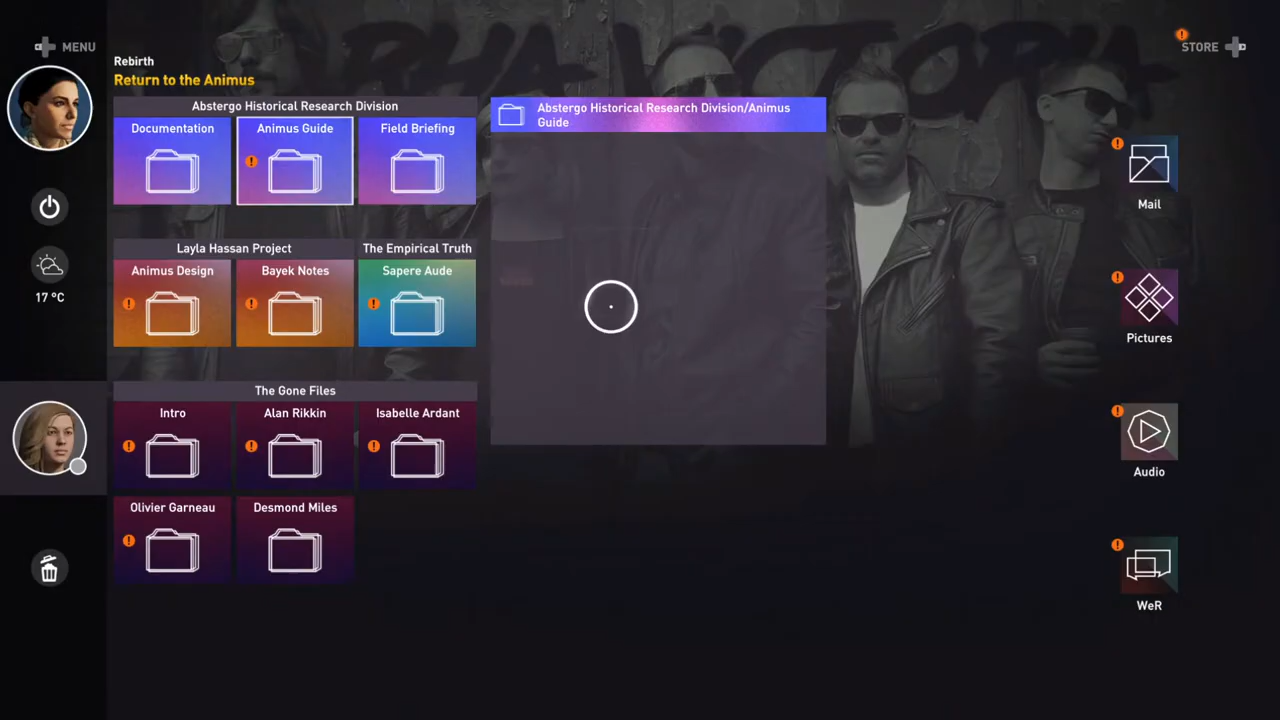 MENU
STORE
Rebirth
Return to the Animus
Abstergo Historical Research Division
Documentation
Animus Guide
Field Briefing
Abstergo Historical Research Division/Animus
Guide
Layla Hassan Project
The Empirical Truth
Animus Design
Bayek Notes
Sapere Aude
17 °C
The Gone Files
Intro
Alan Rikkin
Isabelle Ardant
Olivier Garneau
Desmond Miles
Mail
Pictures
Audio
WeR